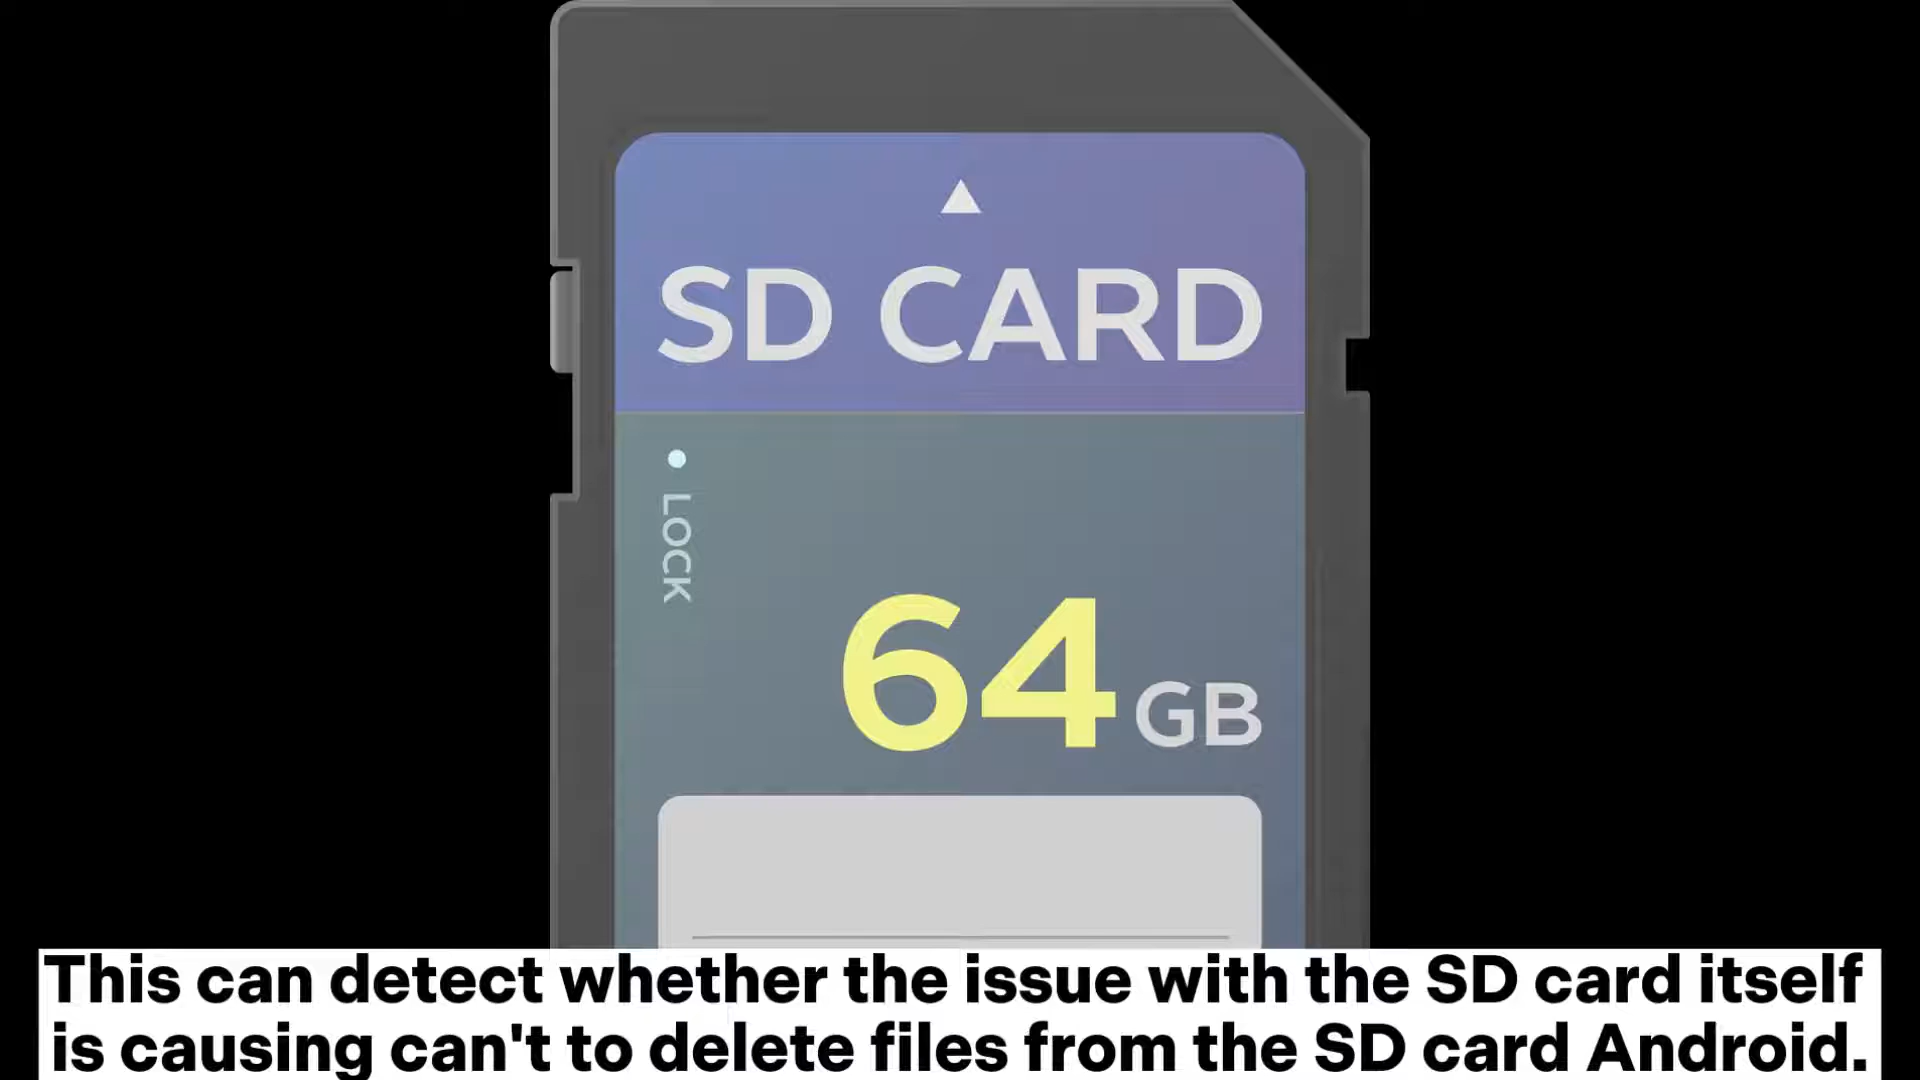 SD CARD
LOCK
64 GB
This can detect whether the issue with the SD card itself
is causing can't to delete files from the SD card Android.